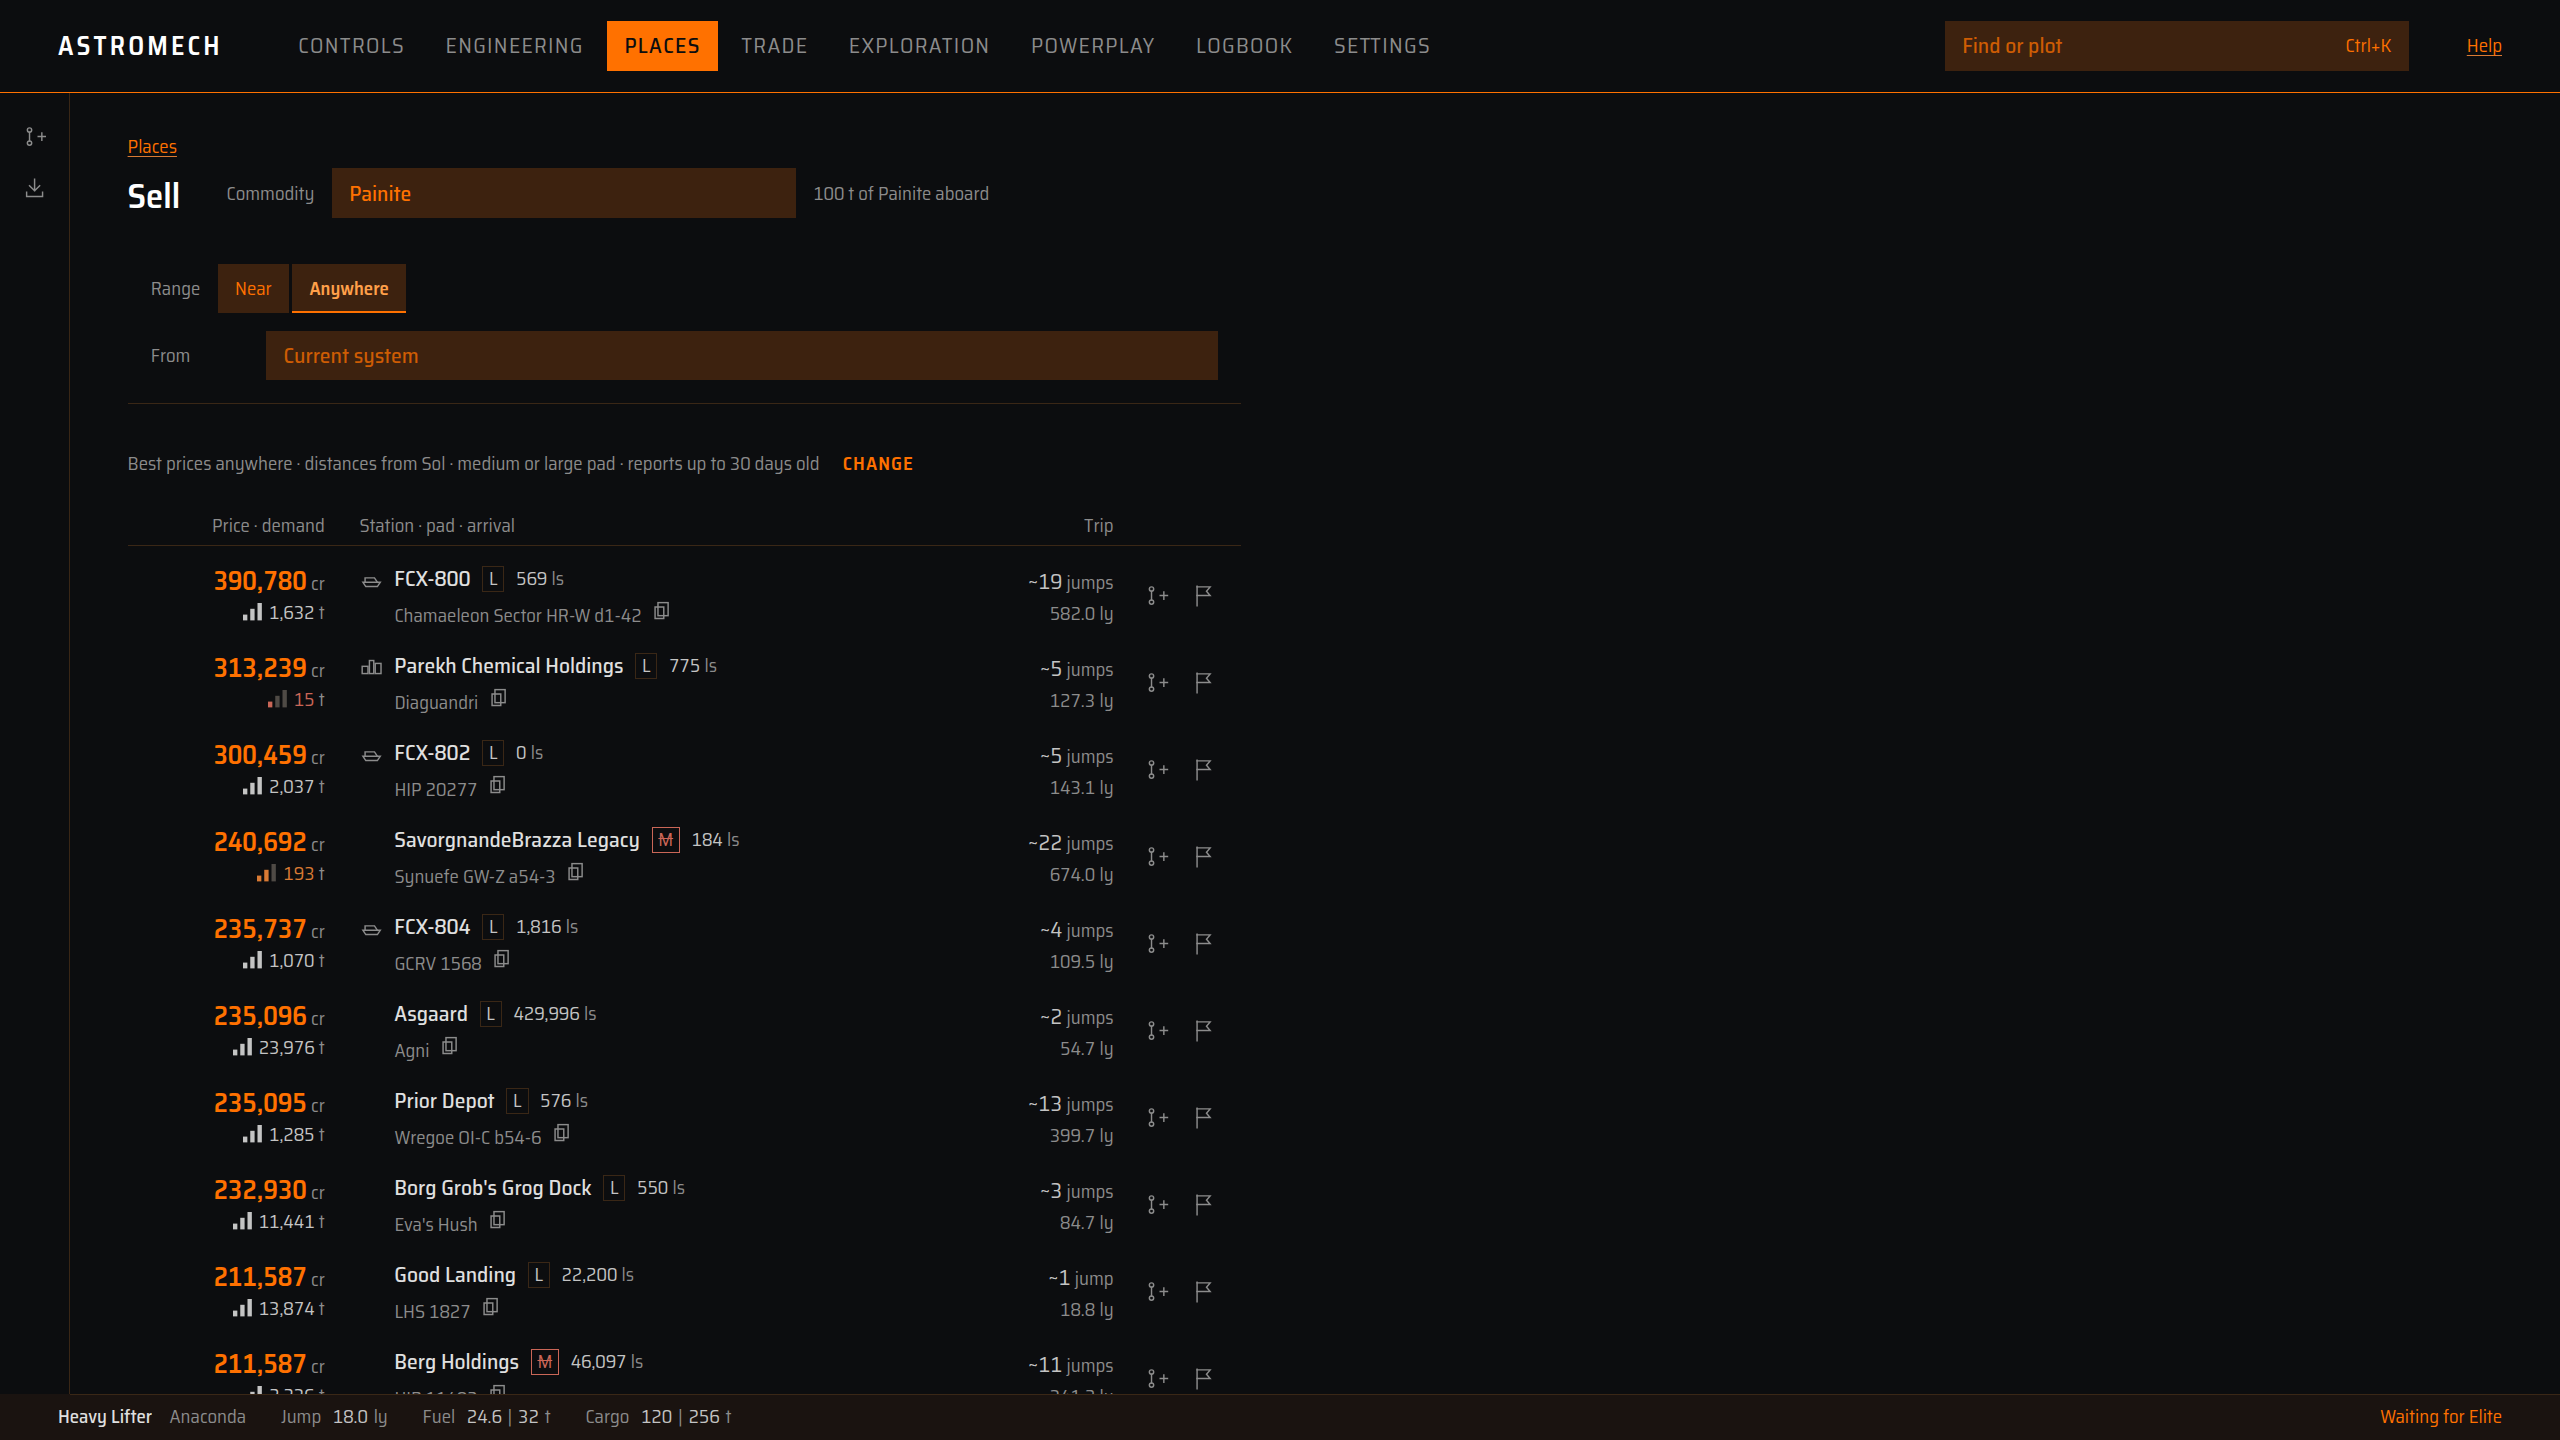 ASTROMECH CONTROLS ENGINEERING PLACES TRADE EXPLORATION POWERPLAY LOGBOOK SETTINGS Find or plot Ctrl+K Help
Places
Sell Commodity Painite 100 t of Painite aboard
Range Near Anywhere
From Current system
Best prices anywhere · distances from Sol · medium or large pad · reports up to 30 days old CHANGE
Price · demand Station · pad · arrival Trip
390,780 cr FCX-800 L 569 ls ~19 jumps
1,632 t Chamaeleon Sector HR-W d1-42 582.0 ly
313,239 cr Parekh Chemical Holdings L 775 ls ~5 jumps
15 t Diaguandri 127.3 ly
300,459 cr FCX-802 L 0 ls ~5 jumps
2,037 t HIP 20277 143.1 ly
240,692 cr SavorgnandeBrazza Legacy M 184 ls ~22 jumps
193 t Synuefe GW-Z a54-3 674.0 ly
235,737 cr FCX-804 L 1,816 ls ~4 jumps
1,070 t GCRV 1568 109.5 ly
235,096 cr Asgaard L 429,996 ls ~2 jumps
23,976 t Agni 54.7 ly
235,095 cr Prior Depot L 576 ls ~13 jumps
1,285 t Wregoe OI-C b54-6 399.7 ly
232,930 cr Borg Grob's Grog Dock L 550 ls ~3 jumps
11,441 t Eva's Hush 84.7 ly
211,587 cr Good Landing L 22,200 ls ~1 jump
13,874 t LHS 1827 18.8 ly
211,587 cr Berg Holdings M 46,097 ls ~11 jumps
Heavy Lifter Anaconda Jump 18.0 ly Fuel 24.6 | 32 t Cargo 120 | 256 t Waiting for Elite